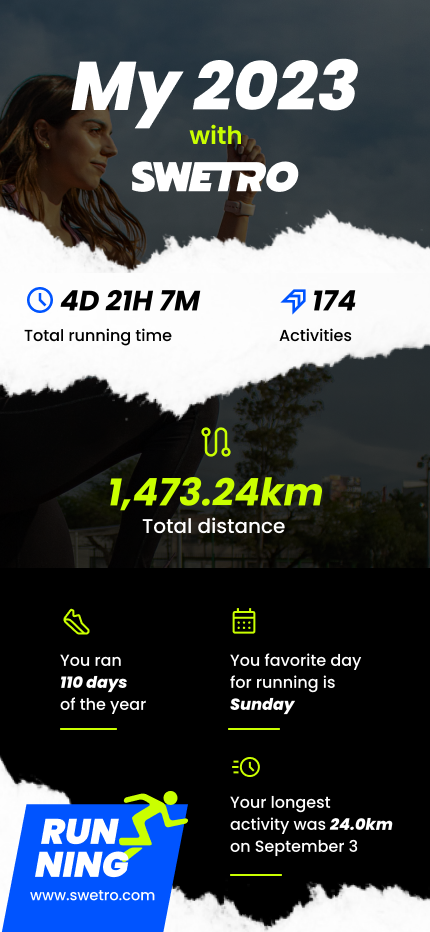 My 2023
with
SWETRO
4D 21H 7M
Total running time
174
Activities
1,473.24km
Total distance
You ran
110 days
of the year
You favorite day
for running is
Sunday
Your longest
activity was 24.0km
on September 3
RUN
NING
www.swetro.com